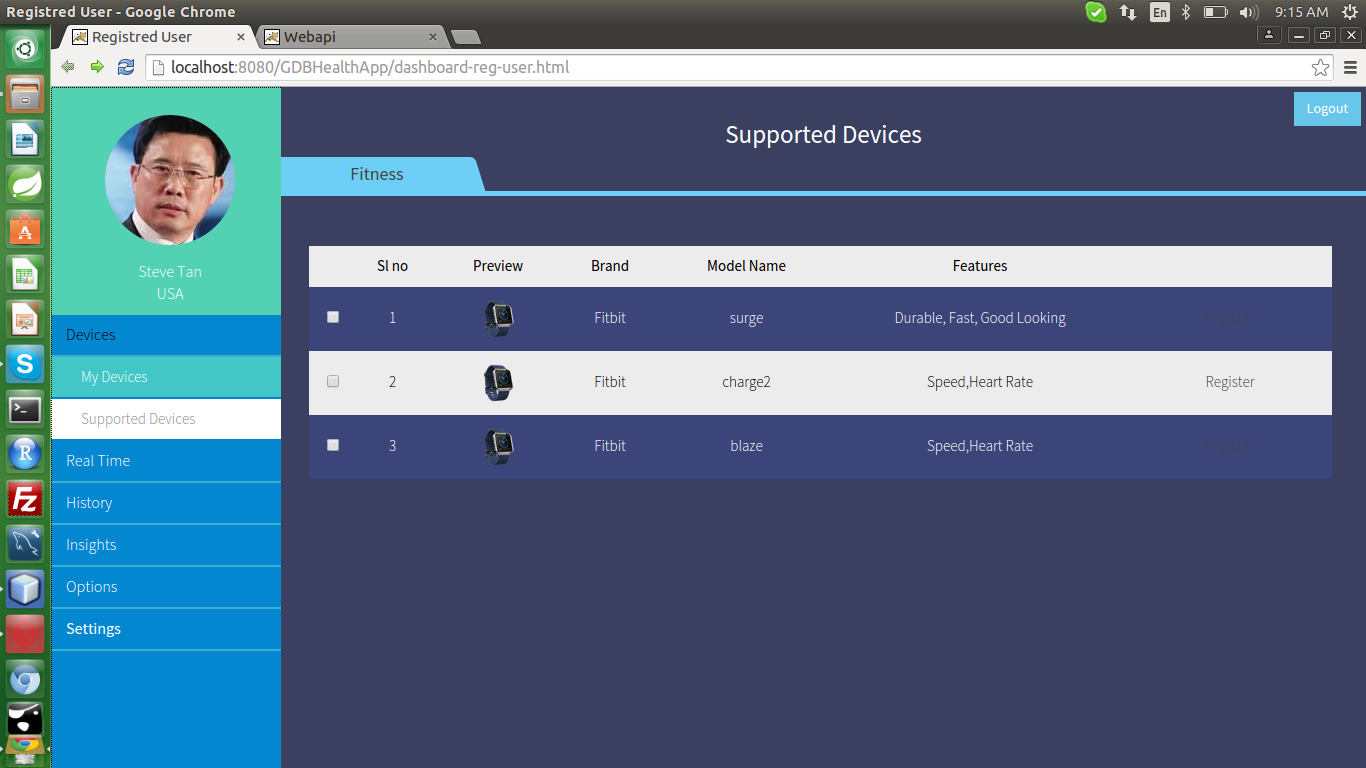 Registred User - Google Chrome
En
9:15 AM
Registred User
Webapi
localhost:8080/GDBHealthApp/dashboard-reg-user.html
Logout
Supported Devices
Fitness
Steve Tan
USA
Devices
My Devices
Supported Devices
Real Time
History
Insights
Options
Settings
Sl no Preview Brand Model Name Features
1 Fitbit surge Durable, Fast, Good Looking Register
2 Fitbit charge2 Speed,Heart Rate Register
3 Fitbit blaze Speed,Heart Rate Register